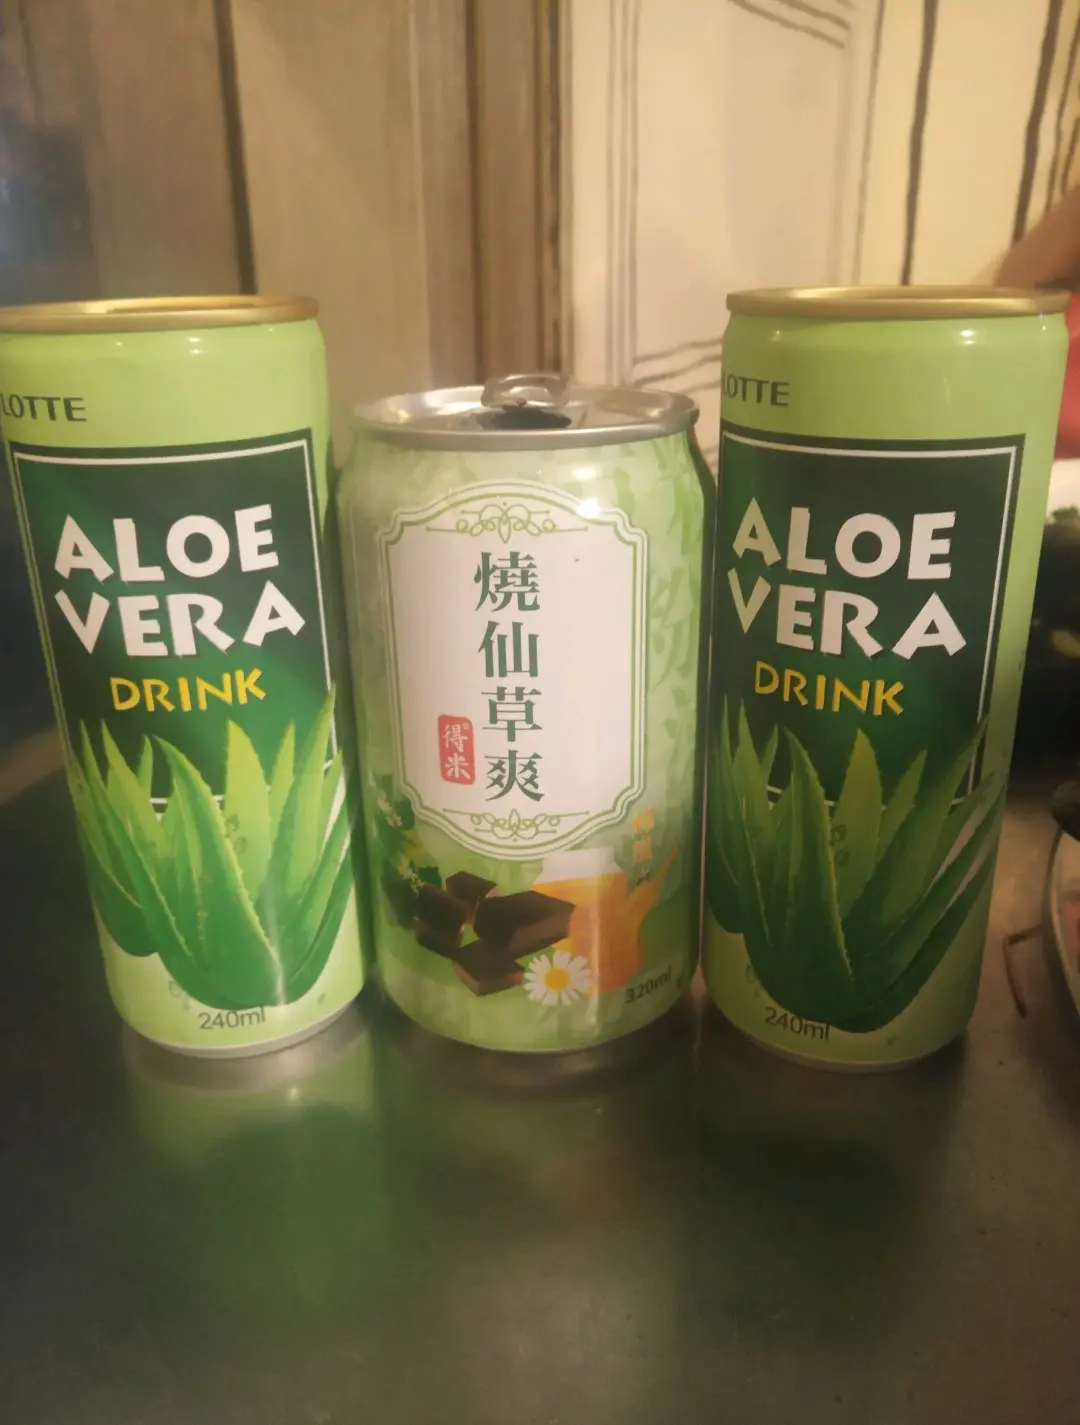 LOTTE
ALOE
VERA
DRINK
240ml
燒仙草爽
得米
320ml
LOTTE
ALOE
VERA
DRINK
240ml